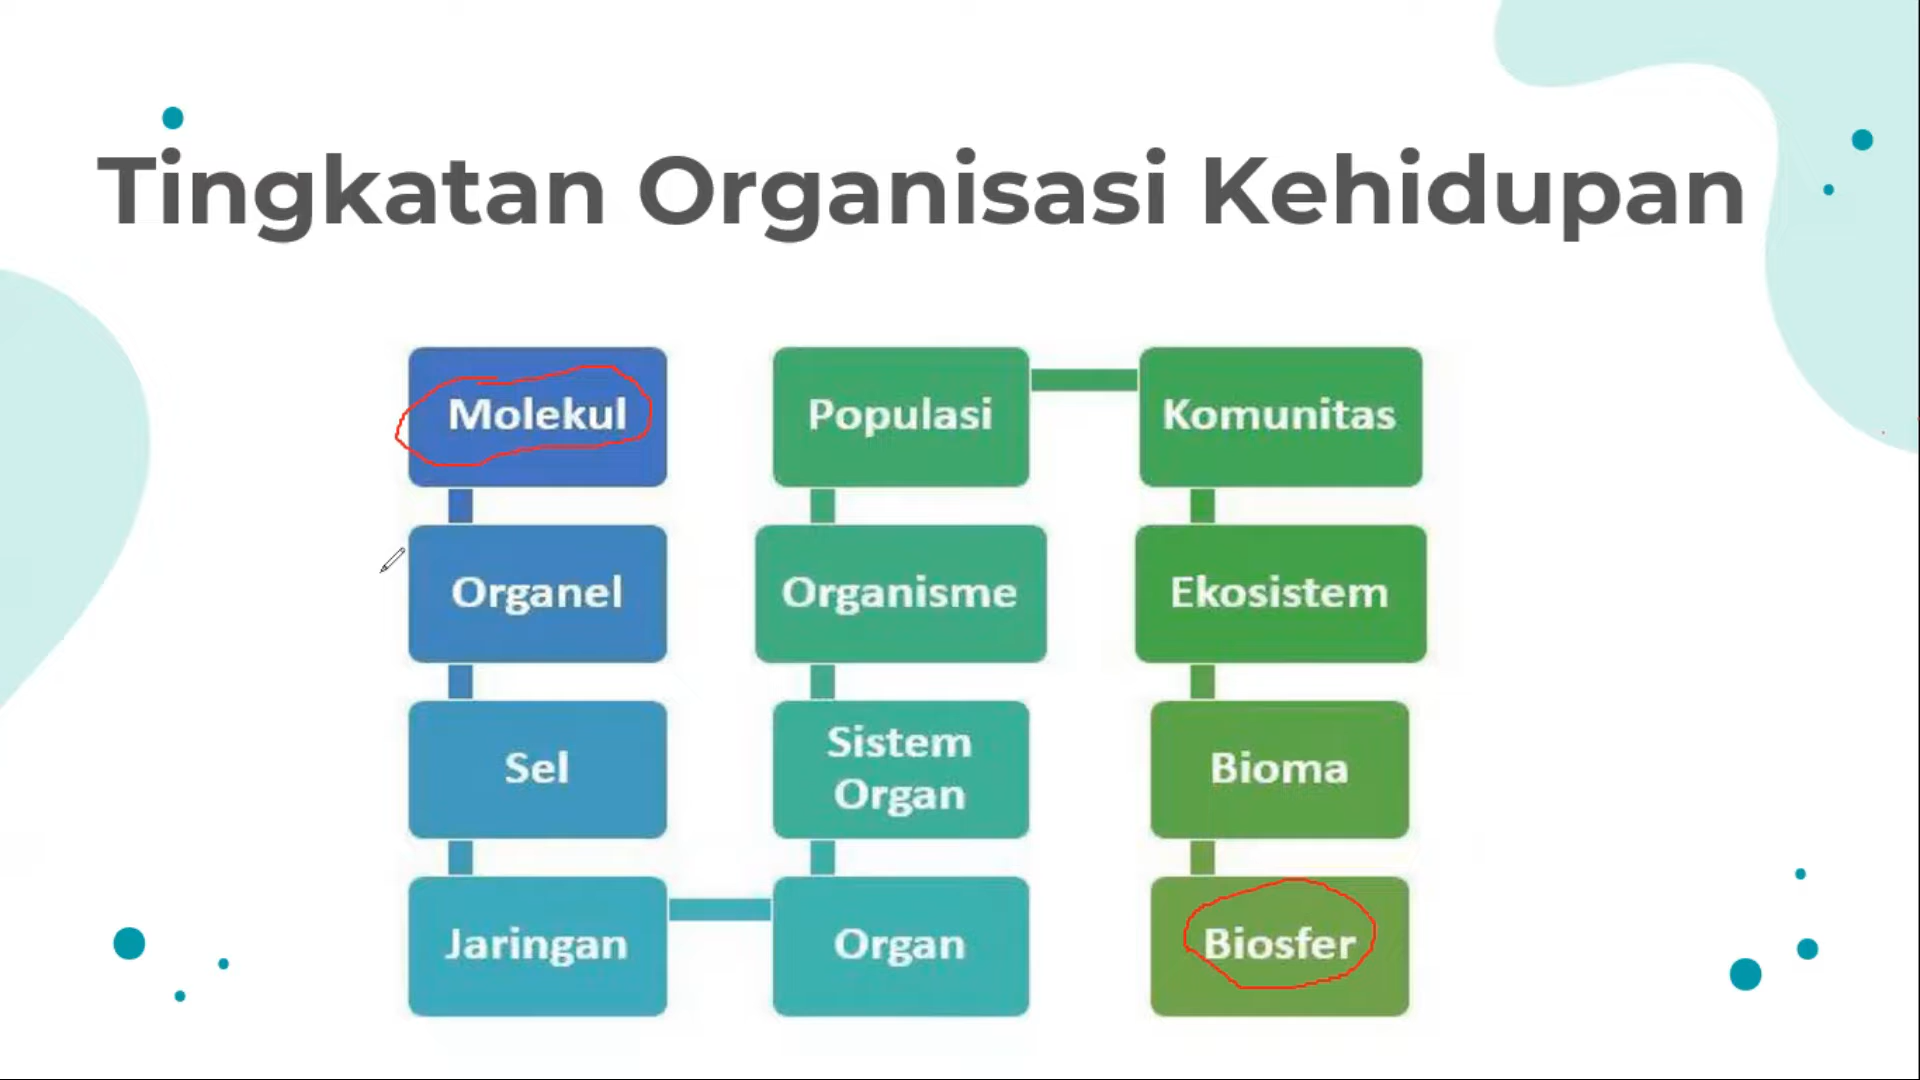 Tingkatan Organisasi Kehidupan
Molekul
Organel
Sel
Jaringan
Organ
Sistem
Organ
Organisme
Populasi
Komunitas
Ekosistem
Bioma
Biosfer